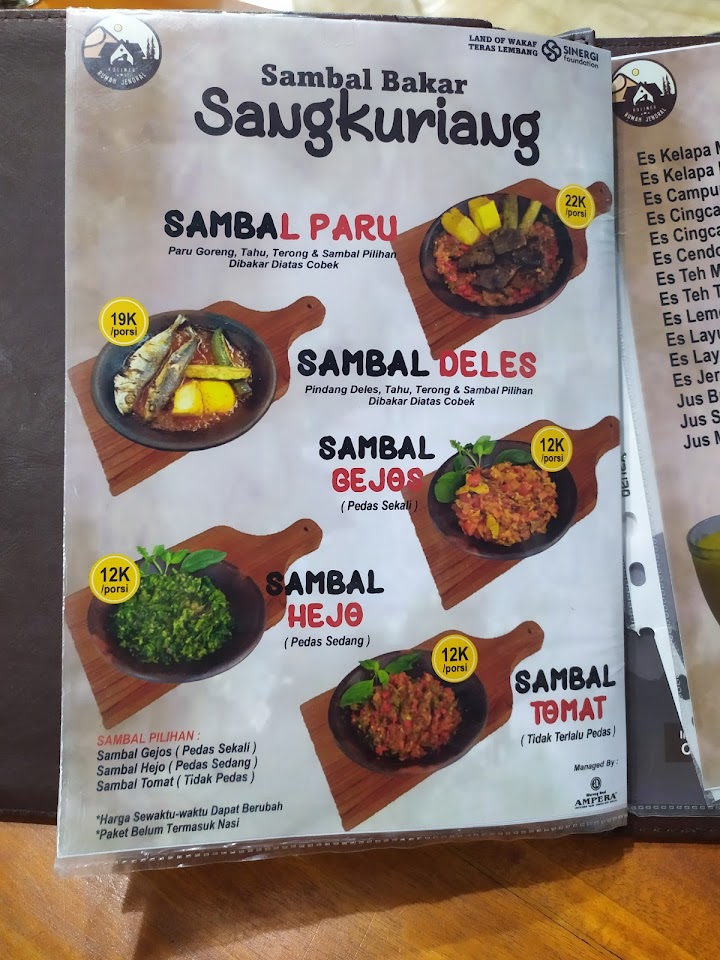 KULINER
RUMAH JENDRAL
LAND OF WAKAF
TERAS LEMBANG
SINERGI
foundation
Sambal Bakar
Sangkuriang
SAMBAL PARU
Paru Goreng, Tahu, Terong & Sambal Pilihan
Dibakar Diatas Cobek
22K
/porsi
19K
/porsi
SAMBAL DELES
Pindang Deles, Tahu, Terong & Sambal Pilihan
Dibakar Diatas Cobek
SAMBAL
GEJOS
( Pedas Sekali )
12K
/porsi
12K
/porsi
SAMBAL
HEJO
( Pedas Sedang )
12K
/porsi
SAMBAL
TOMAT
( Tidak Terlalu Pedas )
SAMBAL PILIHAN :
Sambal Gejos ( Pedas Sekali )
Sambal Hejo ( Pedas Sedang )
Sambal Tomat ( Tidak Pedas )
*Harga Sewaktu-waktu Dapat Berubah
*Paket Belum Termasuk Nasi
Managed By :
AMPERA
RUMAH JENDRAL
Es Kelapa
Es Kelapa
Es Campu
Es Cingca
Es Cingca
Es Cendo
Es Teh
Es Teh
Es Lem
Es Layu
Es Lay
Es Jer
Jus
Jus
Jus